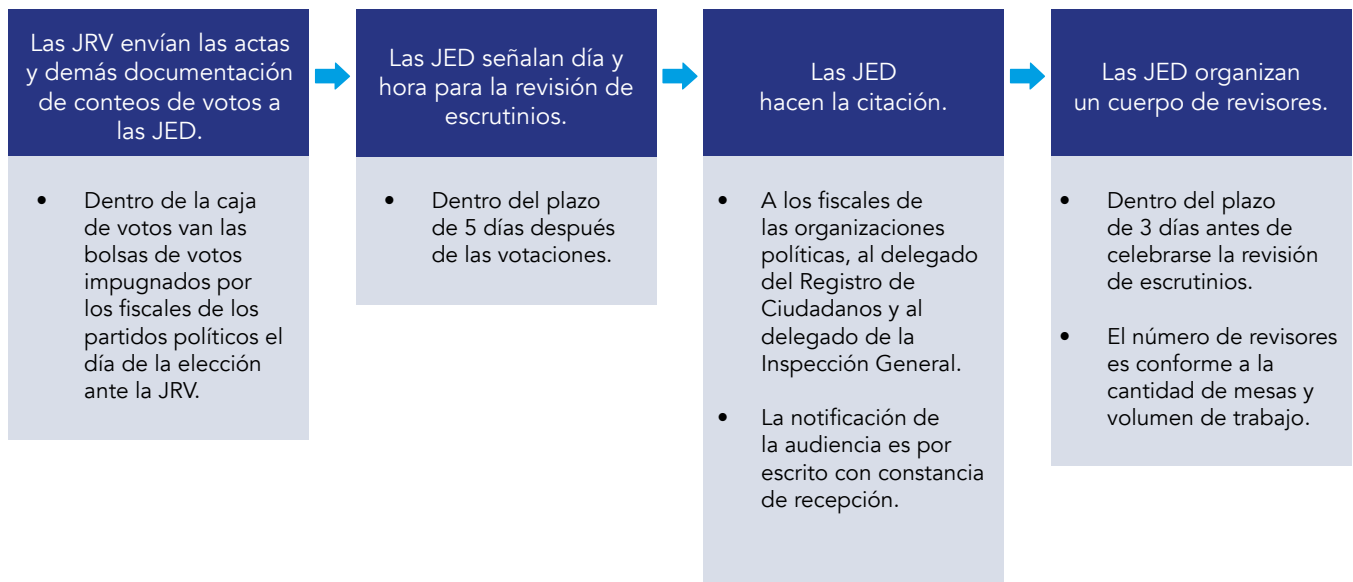 Las JRV envían las actas
y demás documentación
de conteos de votos a
las JED.
• Dentro de la caja
de votos van las
bolsas de votos
impugnados por
los fiscales de los
partidos políticos el
día de la elección
ante la JRV.
Las JED señalan día y
hora para la revisión de
escrutinios.
• Dentro del plazo
de 5 días después
de las votaciones.
Las JED
hacen la citación.
• A los fiscales de
las organizaciones
políticas, al delegado
del Registro de
Ciudadanos y al
delegado de la
Inspección General.
• La notificación de
la audiencia es por
escrito con constancia
de recepción.
Las JED organizan
un cuerpo de revisores.
• Dentro del plazo
de 3 días antes de
celebrarse la revisión
de escrutinios.
• El número de revisores
es conforme a la
cantidad de mesas y
volumen de trabajo.